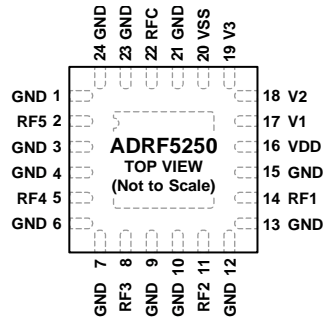 24 GND
23 GND
22 RFC
21 GND
20 VSS
19 V3
GND 1
RF5 2
GND 3
GND 4
RF4 5
GND 6
ADRF5250
TOP VIEW
(Not to Scale)
18 V2
17 V1
16 VDD
15 GND
14 RF1
13 GND
GND 7
RF3 8
GND 9
GND 10
RF2 11
GND 12